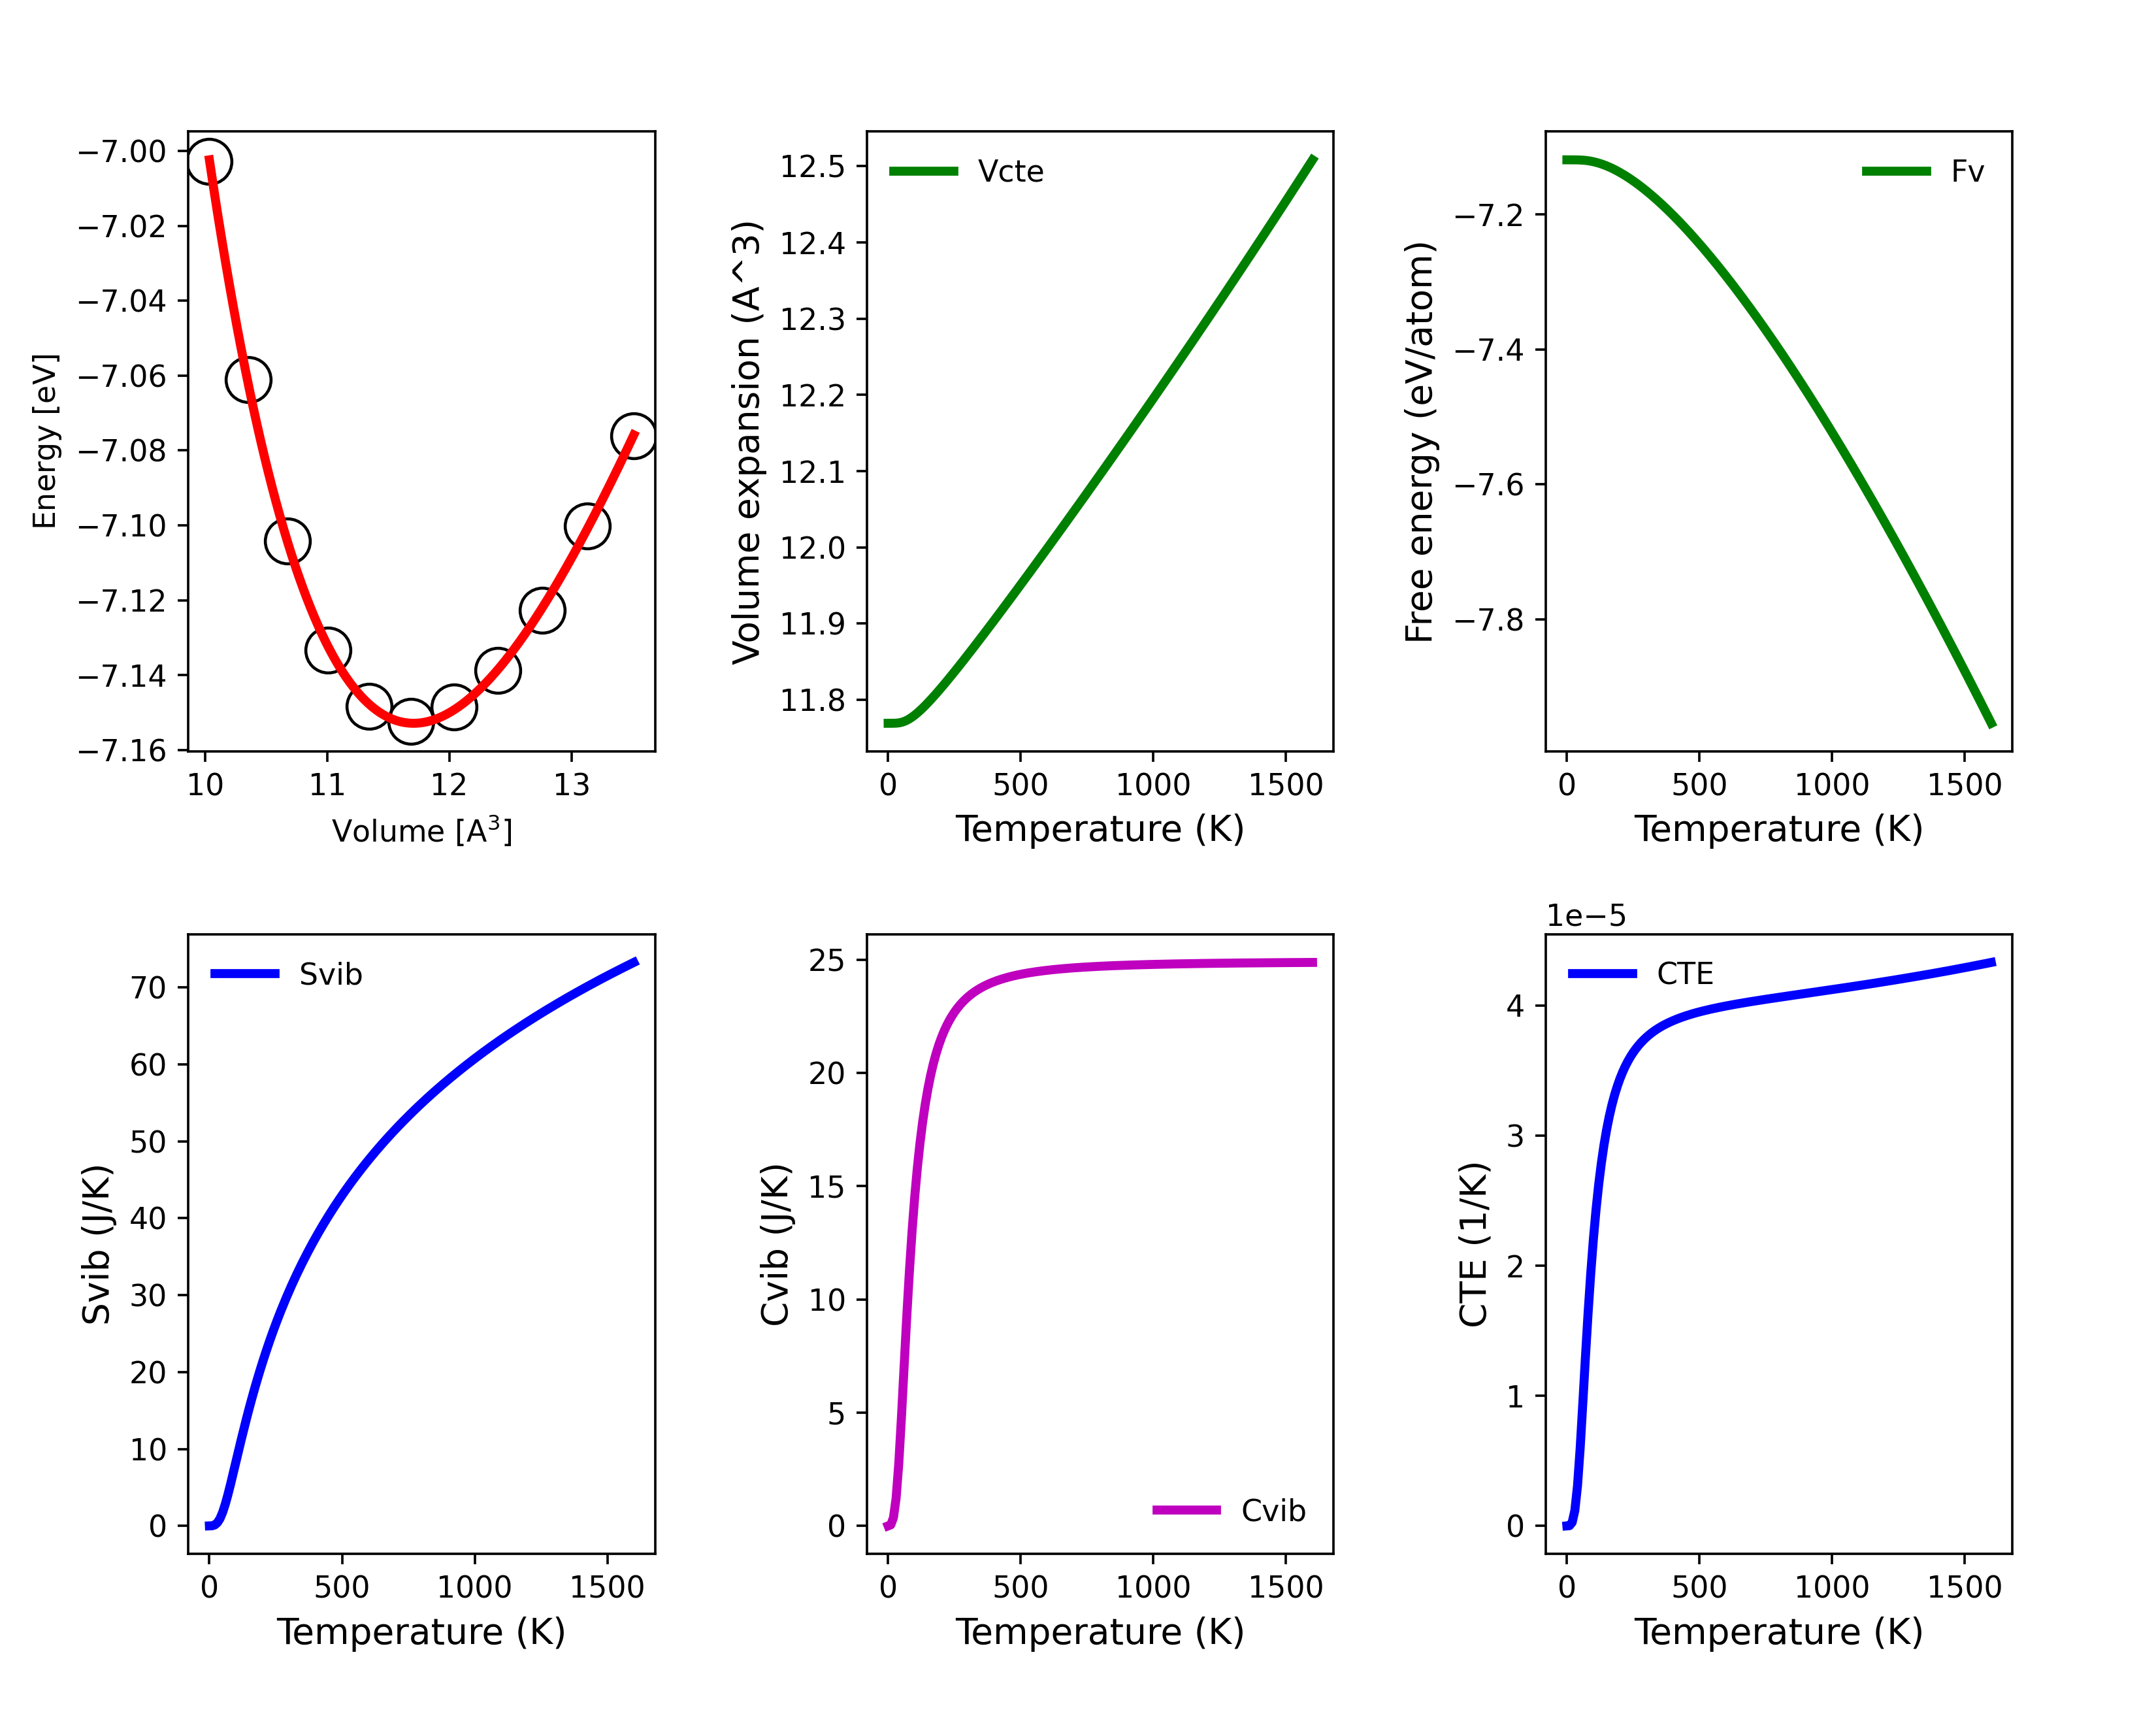 −7.00
−7.02
−7.04
−7.06
−7.08
−7.10
−7.12
−7.14
−7.16
Energy [eV]
10 11 12 13
Volume [A³]
Vcte
12.5
12.4
12.3
12.2
12.1
12.0
11.9
11.8
Volume expansion (A^3)
0 500 1000 1500
Temperature (K)
Fv
−7.2
−7.4
−7.6
−7.8
Free energy (eV/atom)
0 500 1000 1500
Temperature (K)
Svib
70
60
50
40
30
20
10
0
Svib (J/K)
0 500 1000 1500
Temperature (K)
25
20
15
10
5
0
Cvib (J/K)
Cvib
0 500 1000 1500
Temperature (K)
1e−5
CTE
4
3
2
1
0
CTE (1/K)
0 500 1000 1500
Temperature (K)